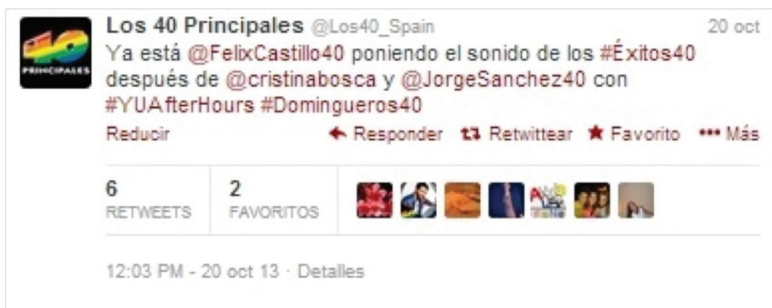 40
PRINCIPALES
Los 40 Principales @Los40_Spain 20 oct
Ya está @FelixCastillo40 poniendo el sonido de los #Éxitos40
después de @cristinabosca y @JorgeSanchez40 con
#YUAfterHours #Domingueros40
Reducir Responder Retwittear Favorito Más
6 2
RETWEETS FAVORITOS
12:03 PM - 20 oct 13 · Detalles